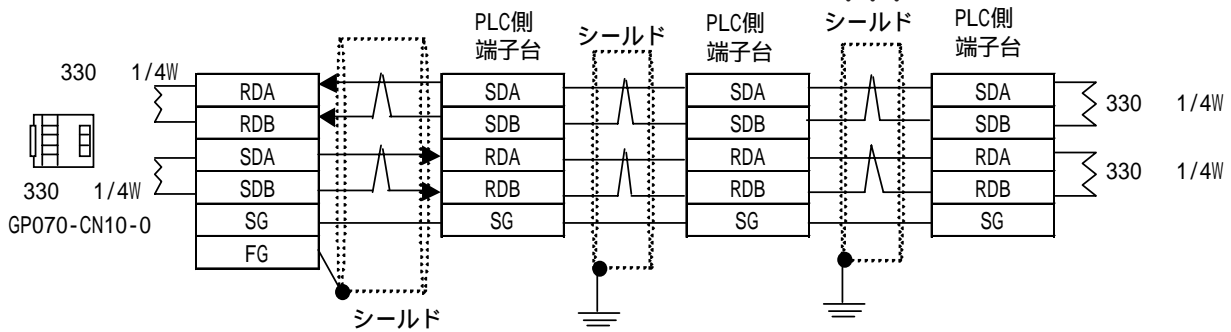 PLC側
端子台
シールド
PLC側
端子台
シールド
PLC側
端子台
330 1/4W
RDA
RDB
SDA
SDB
SG
FG
330 1/4W
GP070-CN10-0
シールド
SDA
SDB
RDA
RDB
SG
SDA
SDB
RDA
RDB
SG
SDA
SDB
RDA
RDB
SG
330 1/4W
330 1/4W